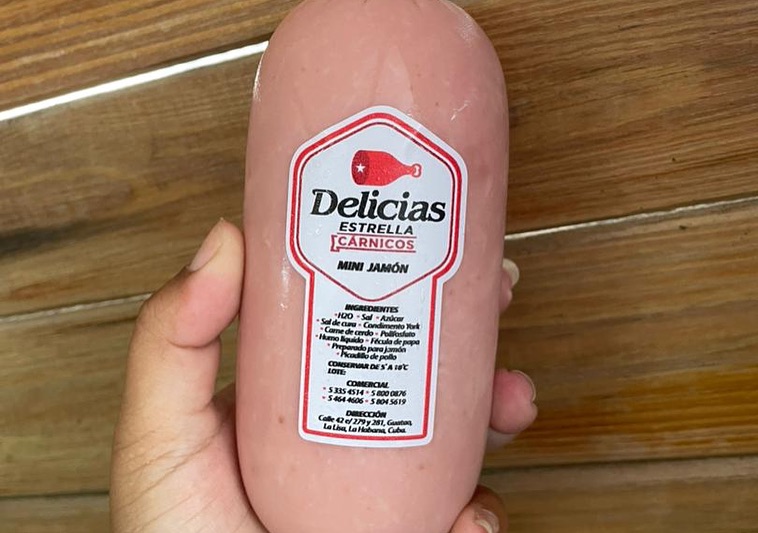 Delicias
ESTRELLA
CÁRNICOS
MINI JAMÓN
INGREDIENTES
• H2O • Sal • Azúcar
• Sal de cura • Condimento York
• Carne de cerdo • Polifosfato
• Humo líquido • Fécula de papa
• Preparado para jamón
• Picadillo de pollo
CONSERVAR DE 5° A 18°C
LOTE:
COMERCIAL
• 5 335 4514 • 5 800 0876
• 5 464 4606 • 5 804 5619
DIRECCIÓN
Calle 42 e/ 279 y 281, Guatao,
La Lisa, La Habana, Cuba.